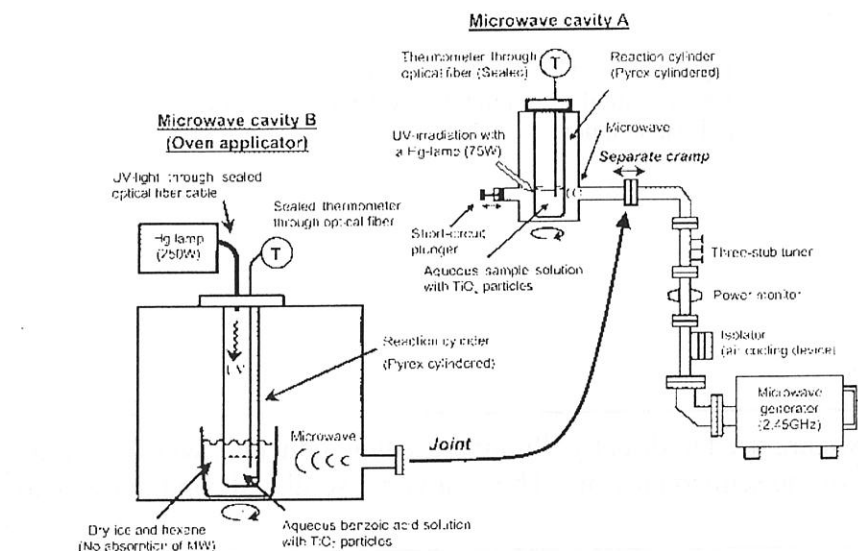 Microwave cavity A
Thermometer through
optical fiber (Sealed)
T
Reaction cylinder
(Pyrex cylindered)
UV-irradiation with
a Hg-lamp (75W)
Microwave
Separate cramp
Short-circuit
plunger
Aqueous sample solution
with TiO2 particles
Three-stub tuner
Power monitor
Isolator
(air cooling device)
Microwave
generator
(2.45GHz)
Microwave cavity B
(Oven applicator)
UV-light through sealed
optical fiber cable
Sealed thermometer
through optical fiber
Hg-lamp
(250W)
T
UV
Reaction cylinder
(Pyrex cylindered)
Microwave
Joint
Dry ice and hexane
(No absorption of MW)
Aqueous benzoic acid solution
with TiO2 particles